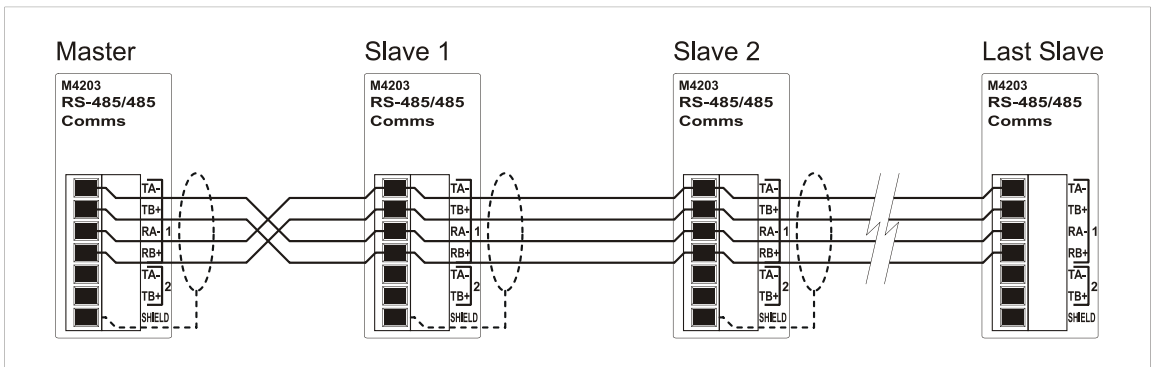 Master
M4203
RS-485/485
Comms
TA-
TB+
RA-
1
RB+
TA-
2
TB+
SHIELD
Slave 1
M4203
RS-485/485
Comms
TA-
TB+
RA-
1
RB+
TA-
2
TB+
SHIELD
Slave 2
M4203
RS-485/485
Comms
TA-
TB+
RA-
1
RB+
TA-
2
TB+
SHIELD
Last Slave
M4203
RS-485/485
Comms
TA-
TB+
RA-
1
RB+
TA-
2
TB+
SHIELD